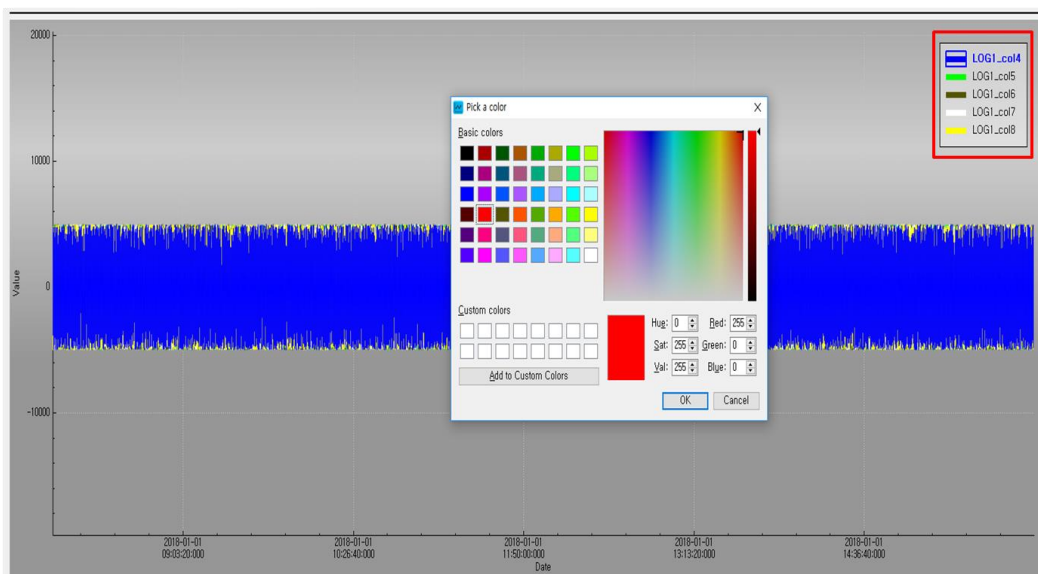 20000
10000
0
-10000
Value
LOG1_col4
LOG1_col5
LOG1_col6
LOG1_col7
LOG1_col8
Pick a color
X
Basic colors
Custom colors
Add to Custom Colors
Hue: 0
Red: 255
Sat: 255
Green: 0
Val: 255
Blue: 0
OK
Cancel
2018-01-01
09:03:20:000
2018-01-01
10:26:40:000
2018-01-01
11:50:00:000
2018-01-01
13:13:20:000
2018-01-01
14:36:40:000
Date